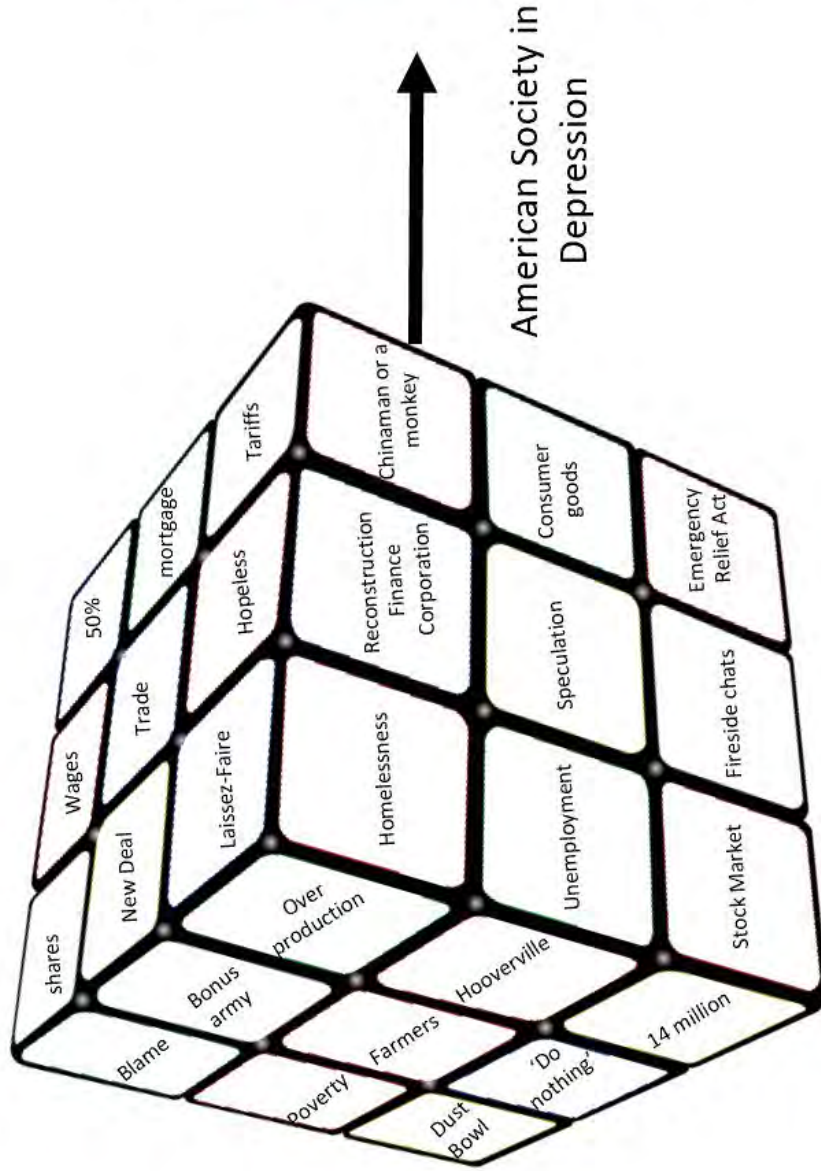 50%
mortgage
Tariffs
Wages
Trade
Hopeless
shares
New Deal
Laissez-Faire
Chinaman or a
monkey
Reconstruction
Finance
Corporation
Homelessness
Consumer
goods
Speculation
Unemployment
Emergency
Relief Act
Fireside chats
Stock Market
Blame
Bonus
army
Over
production
Poverty
Farmers
Hooverville
Dust
Bowl
'Do
nothing'
14 million
American Society in
Depression